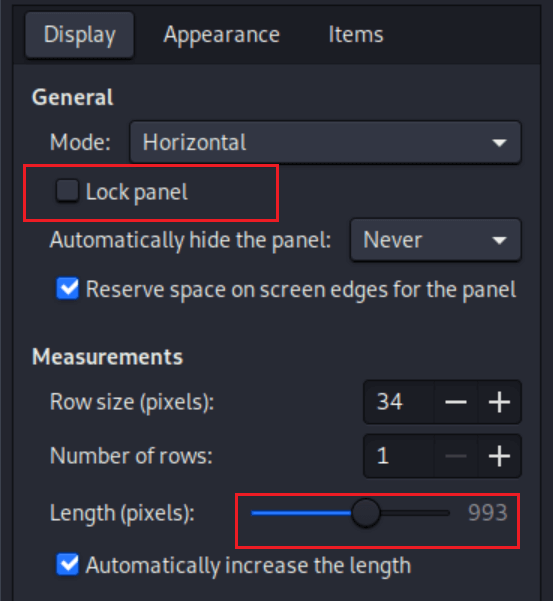 Display Appearance Items
General
Mode: Horizontal
Lock panel
Automatically hide the panel: Never
Reserve space on screen edges for the panel
Measurements
Row size (pixels): 34
Number of rows: 1
Length (pixels): 993
Automatically increase the length